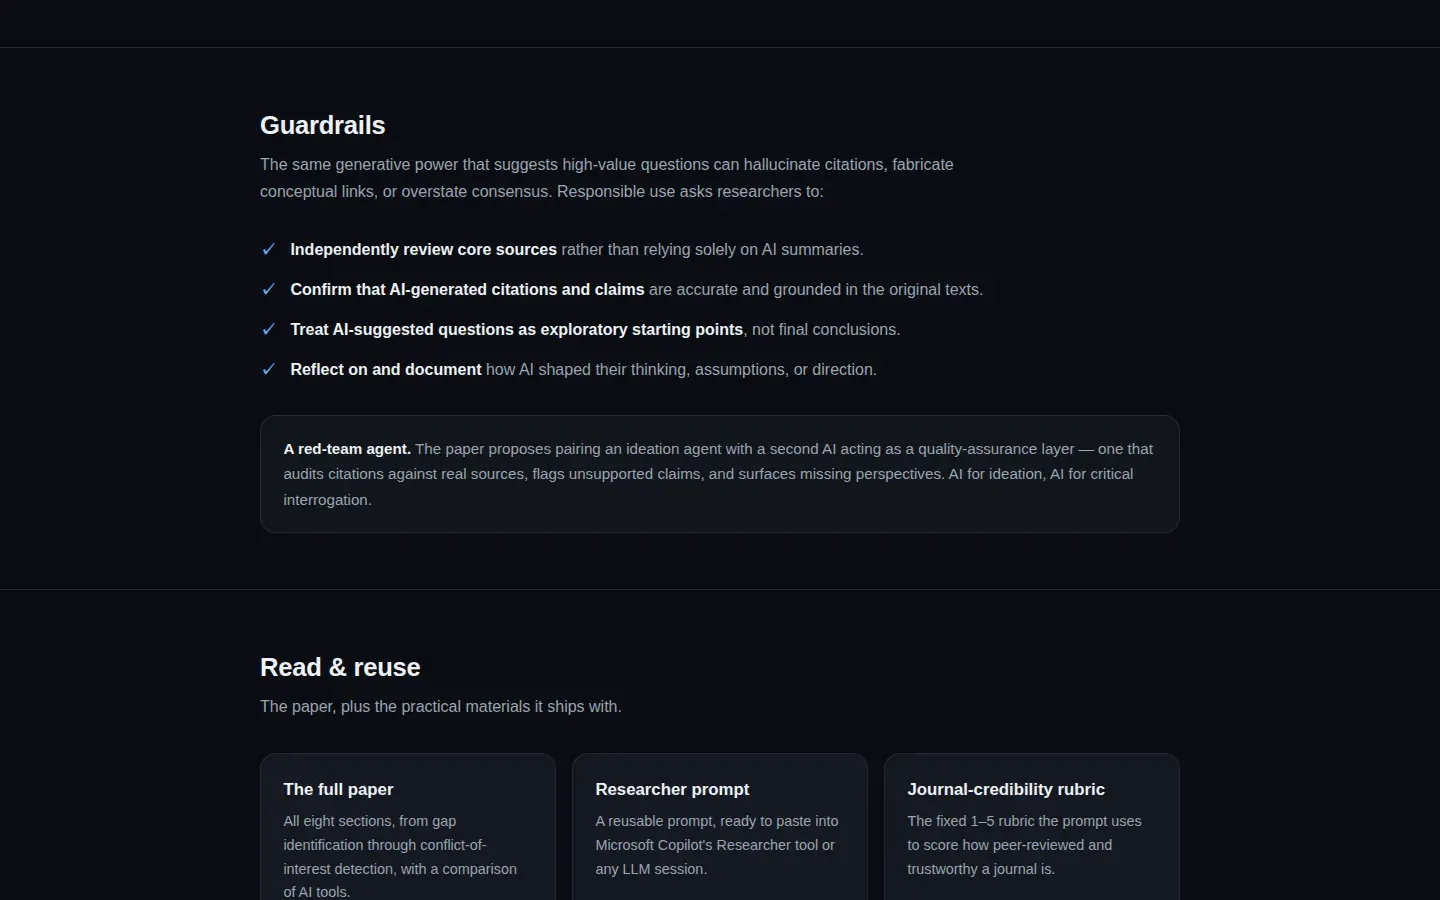 Guardrails
The same generative power that suggests high-value questions can hallucinate citations, fabricate
conceptual links, or overstate consensus. Responsible use asks researchers to:
✓ Independently review core sources rather than relying solely on AI summaries.
✓ Confirm that AI-generated citations and claims are accurate and grounded in the original texts.
✓ Treat AI-suggested questions as exploratory starting points, not final conclusions.
✓ Reflect on and document how AI shaped their thinking, assumptions, or direction.
A red-team agent. The paper proposes pairing an ideation agent with a second AI acting as a quality-assurance layer — one that
audits citations against real sources, flags unsupported claims, and surfaces missing perspectives. AI for ideation, AI for critical
interrogation.
Read & reuse
The paper, plus the practical materials it ships with.
The full paper
All eight sections, from gap
identification through conflict-of-
interest detection, with a comparison
of AI tools.
Researcher prompt
A reusable prompt, ready to paste into
Microsoft Copilot's Researcher tool or
any LLM session.
Journal-credibility rubric
The fixed 1–5 rubric the prompt uses
to score how peer-reviewed and
trustworthy a journal is.